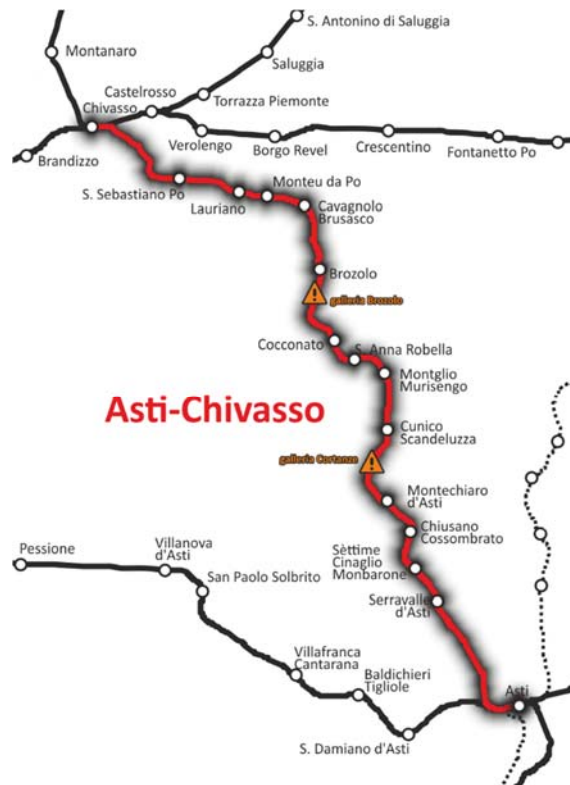 S. Antonino di Saluggia
Montanaro
Saluggia
Castelrosso
Chivasso
Torrazza Piemonte
Verolengo
Borgo Revel
Crescentino
Fontanetto Po
Brandizzo
S. Sebastiano Po
Monteu da Po
Lauriano
Cavagnolo
Brusasco
Brozolo
galleria Brozolo
Cocconato
S. Anna Robella
Montglio
Murisengo
Asti-Chivasso
Cunico
Scandeluzza
galleria Cortanze
Montechiaro
d'Asti
Chiusano
Cossombrato
Pessione
Villanova
d'Asti
San Paolo Solbrito
Sèttime
Cinaglio
Monbarone
Serravalle
d'Asti
Villafranca
Cantarana
Baldichieri
Tigliole
Asti
S. Damiano d'Asti